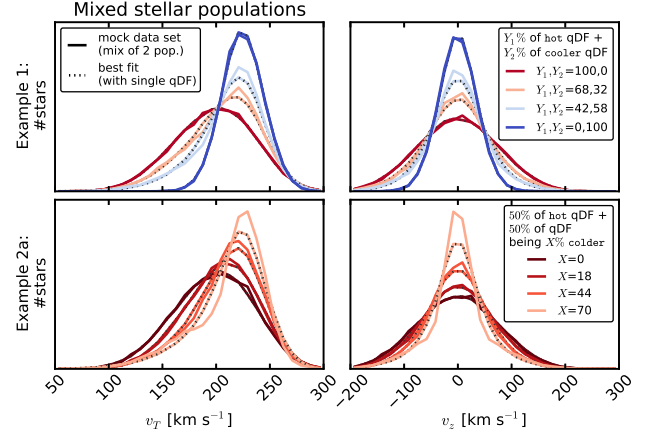 Mixed stellar populations
Example 1:
#stars
mock data set
(mix of 2 pop.)
best fit
(with single qDF)
Y₁% of hot qDF +
Y₂% of cooler qDF
Y₁,Y₂=100,0
Y₁,Y₂=68,32
Y₁,Y₂=42,58
Y₁,Y₂=0,100
Example 2a:
#stars
50% of hot qDF +
50% of qDF
being X% colder
X=0
X=18
X=44
X=70
50 100 150 200 250 300
−200 −100 0 100 200 300
v_T [km s⁻¹]
v_z [km s⁻¹]